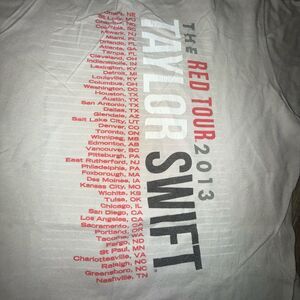 THE RED TOUR 2013
TAYLOR SWIFT
Omaha, NE
St Louis, MO
Charlotte, NC
Columbia, SC
Newark, NJ
Miami, FL
Orlando, FL
Atlanta, GA
Tampa, FL
Cleveland, OH
Indianapolis, IN
Lexington, KY
Detroit, MI
Louisville, KY
Columbus, OH
Washington, DC
Houston, TX
Austin, TX
San Antonio, TX
Dallas, TX
Glendale, AZ
Salt Lake City, UT
Denver, CO
Toronto, ON
Winnipeg, MB
Edmonton, AB
Vancouver, BC
Pittsburgh, PA
East Rutherford, NJ
Philadelphia, PA
Foxborough, MA
Des Moines, IA
Kansas City, MO
Wichita, KS
Tulsa, OK
Chicago, IL
San Diego, CA
Los Angeles, CA
Sacramento, CA
Portland, OR
Tacoma, WA
Fargo, ND
St Paul, MN
Charlottesville, VA
Raleigh, NC
Greensboro, NC
Nashville, TN